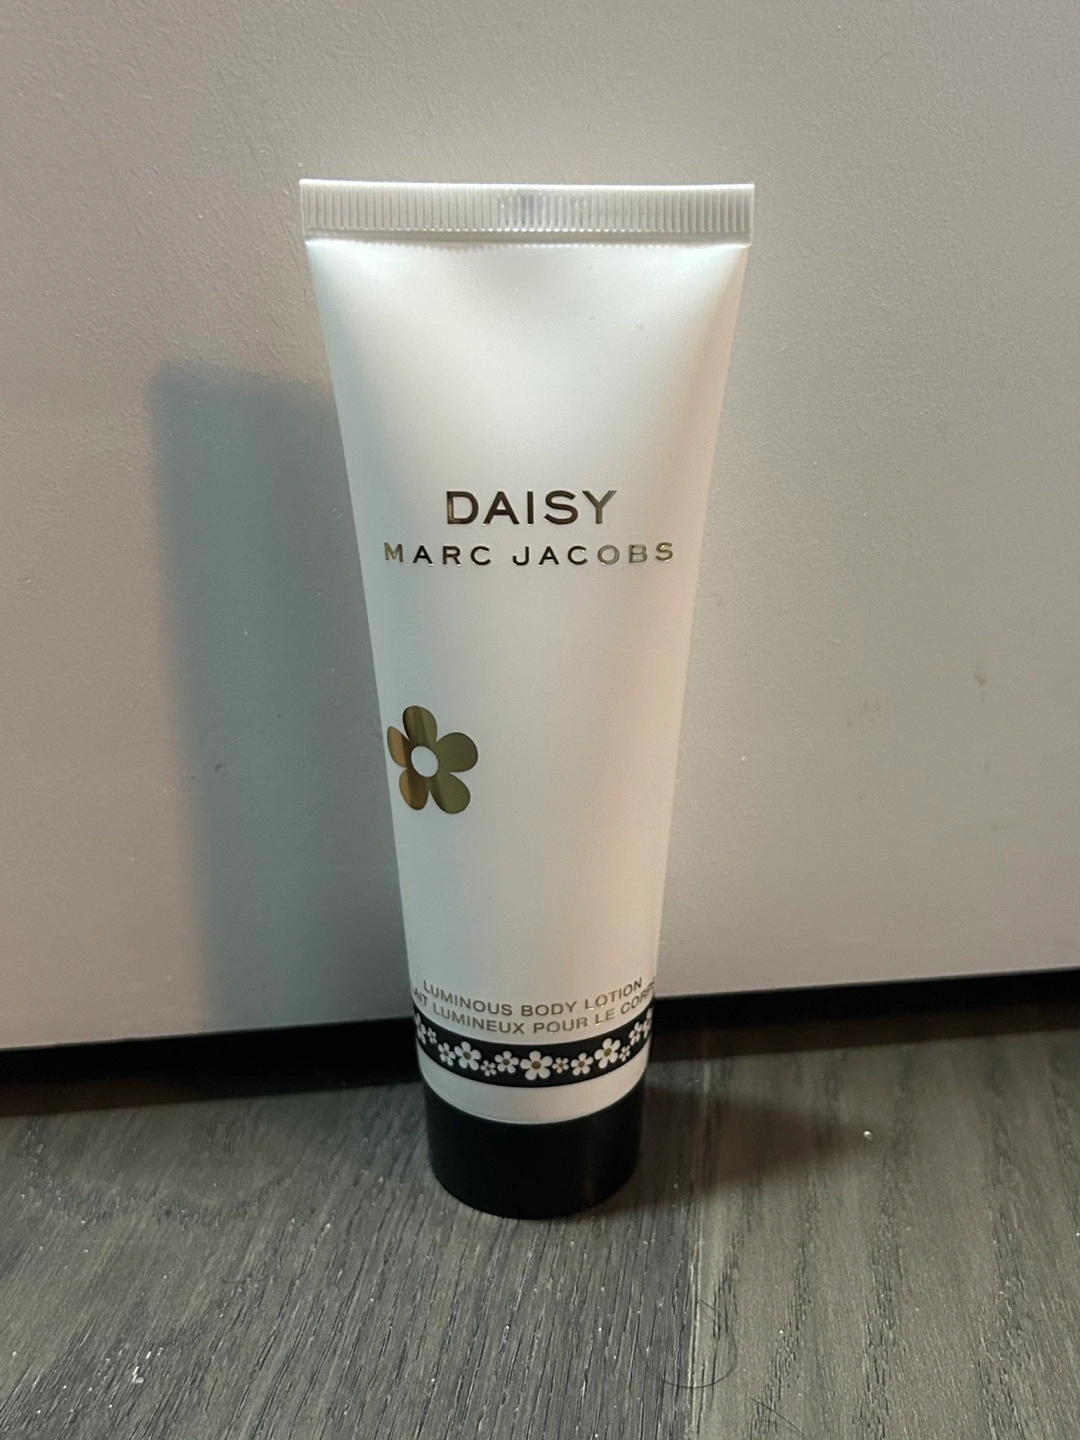 DAISY
MARC JACOBS
LUMINOUS BODY LOTION
LUMINEUX POUR LE